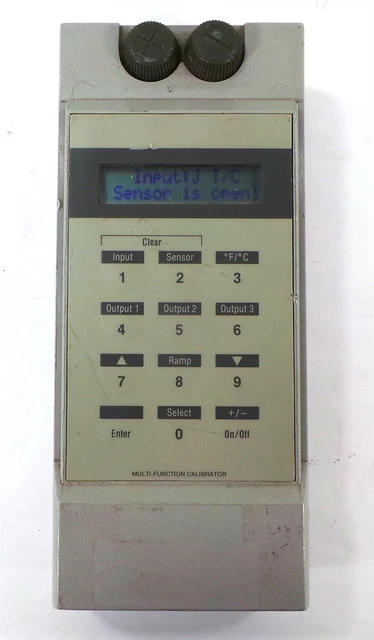 Input:J T/C
Sensor is open!
Clear
Input Sensor °F/°C
1 2 3
Output 1 Output 2 Output 3
4 5 6
▲ Ramp ▼
7 8 9
Select +/−
Enter 0 On/Off
MULTI-FUNCTION CALIBRATOR